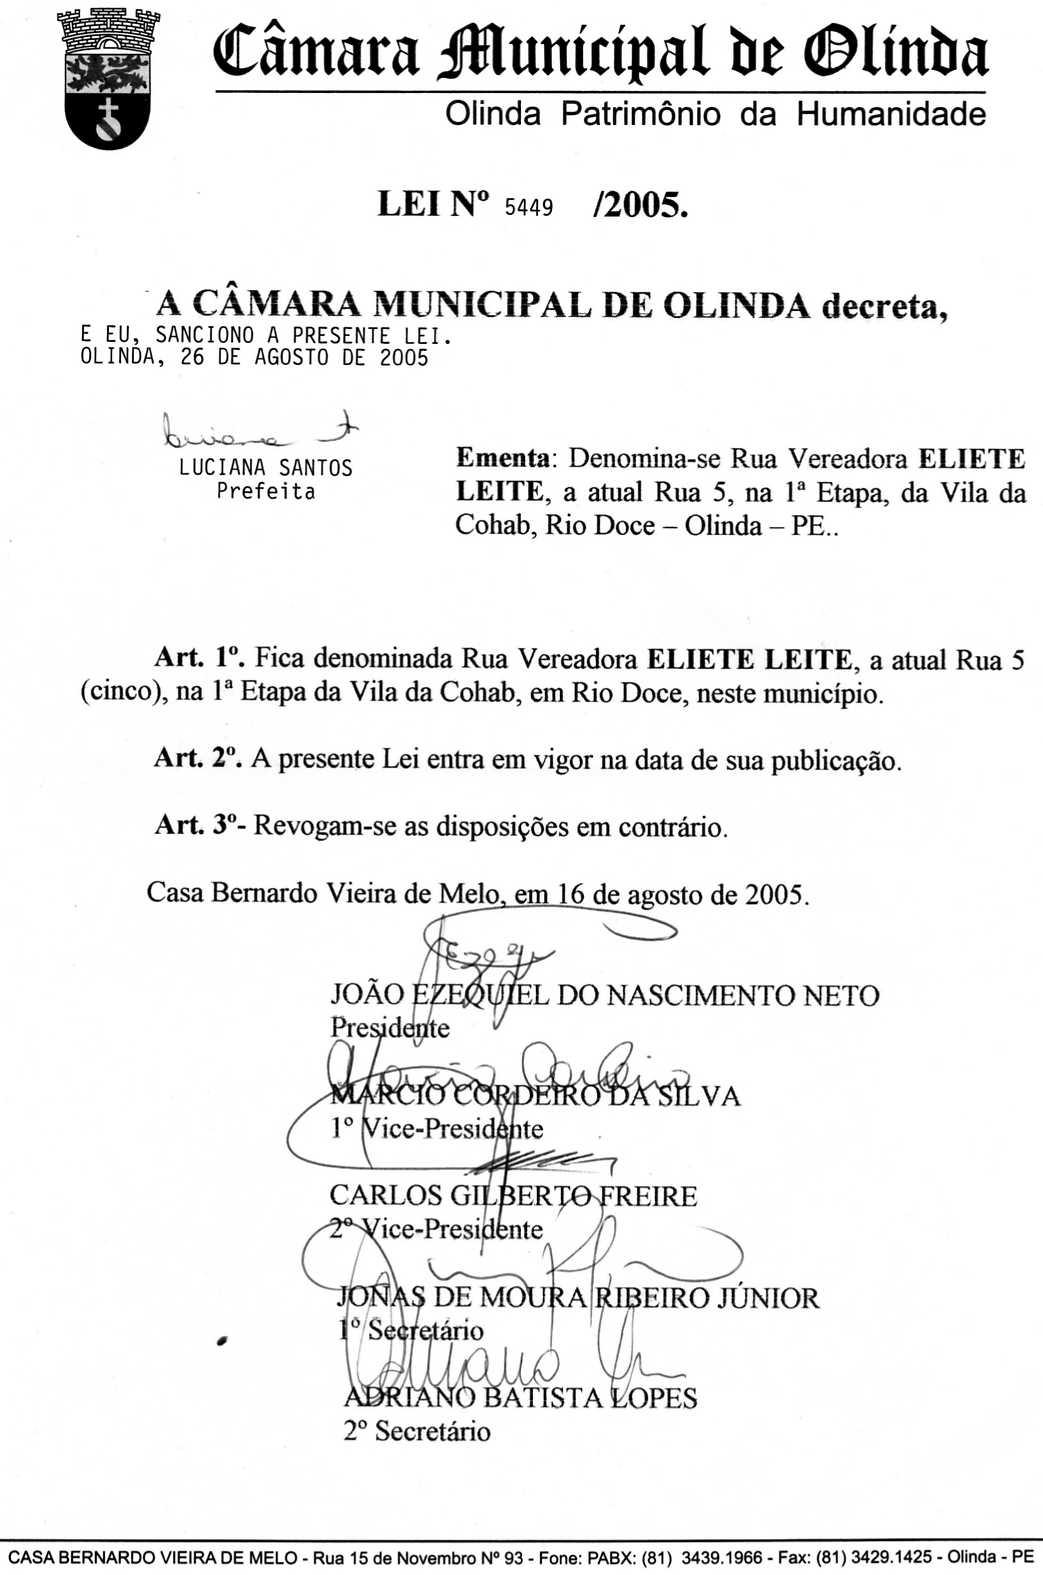 Câmara Municipal de Olinda
Olinda Patrimônio da Humanidade
LEI Nº 5449 /2005.
A CÂMARA MUNICIPAL DE OLINDA decreta,
E EU, SANCIONO A PRESENTE LEI.
OLINDA, 26 DE AGOSTO DE 2005
LUCIANA SANTOS
Prefeita
Ementa: Denomina-se Rua Vereadora ELIETE
LEITE, a atual Rua 5, na 1ª Etapa, da Vila da
Cohab, Rio Doce – Olinda – PE..
Art. 1º. Fica denominada Rua Vereadora ELIETE LEITE, a atual Rua 5
(cinco), na 1ª Etapa da Vila da Cohab, em Rio Doce, neste município.
Art. 2º. A presente Lei entra em vigor na data de sua publicação.
Art. 3º- Revogam-se as disposições em contrário.
Casa Bernardo Vieira de Melo, em 16 de agosto de 2005.
JOÃO EZEQUIEL DO NASCIMENTO NETO
Presidente
MARCIO CORDEIRO DA SILVA
1º Vice-Presidente
CARLOS GILBERTO FREIRE
2º Vice-Presidente
JONAS DE MOURA RIBEIRO JÚNIOR
1º Secretário
ADRIANO BATISTA LOPES
2º Secretário
CASA BERNARDO VIEIRA DE MELO - Rua 15 de Novembro Nº 93 - Fone: PABX: (81) 3439.1966 - Fax: (81) 3429.1425 - Olinda - PE